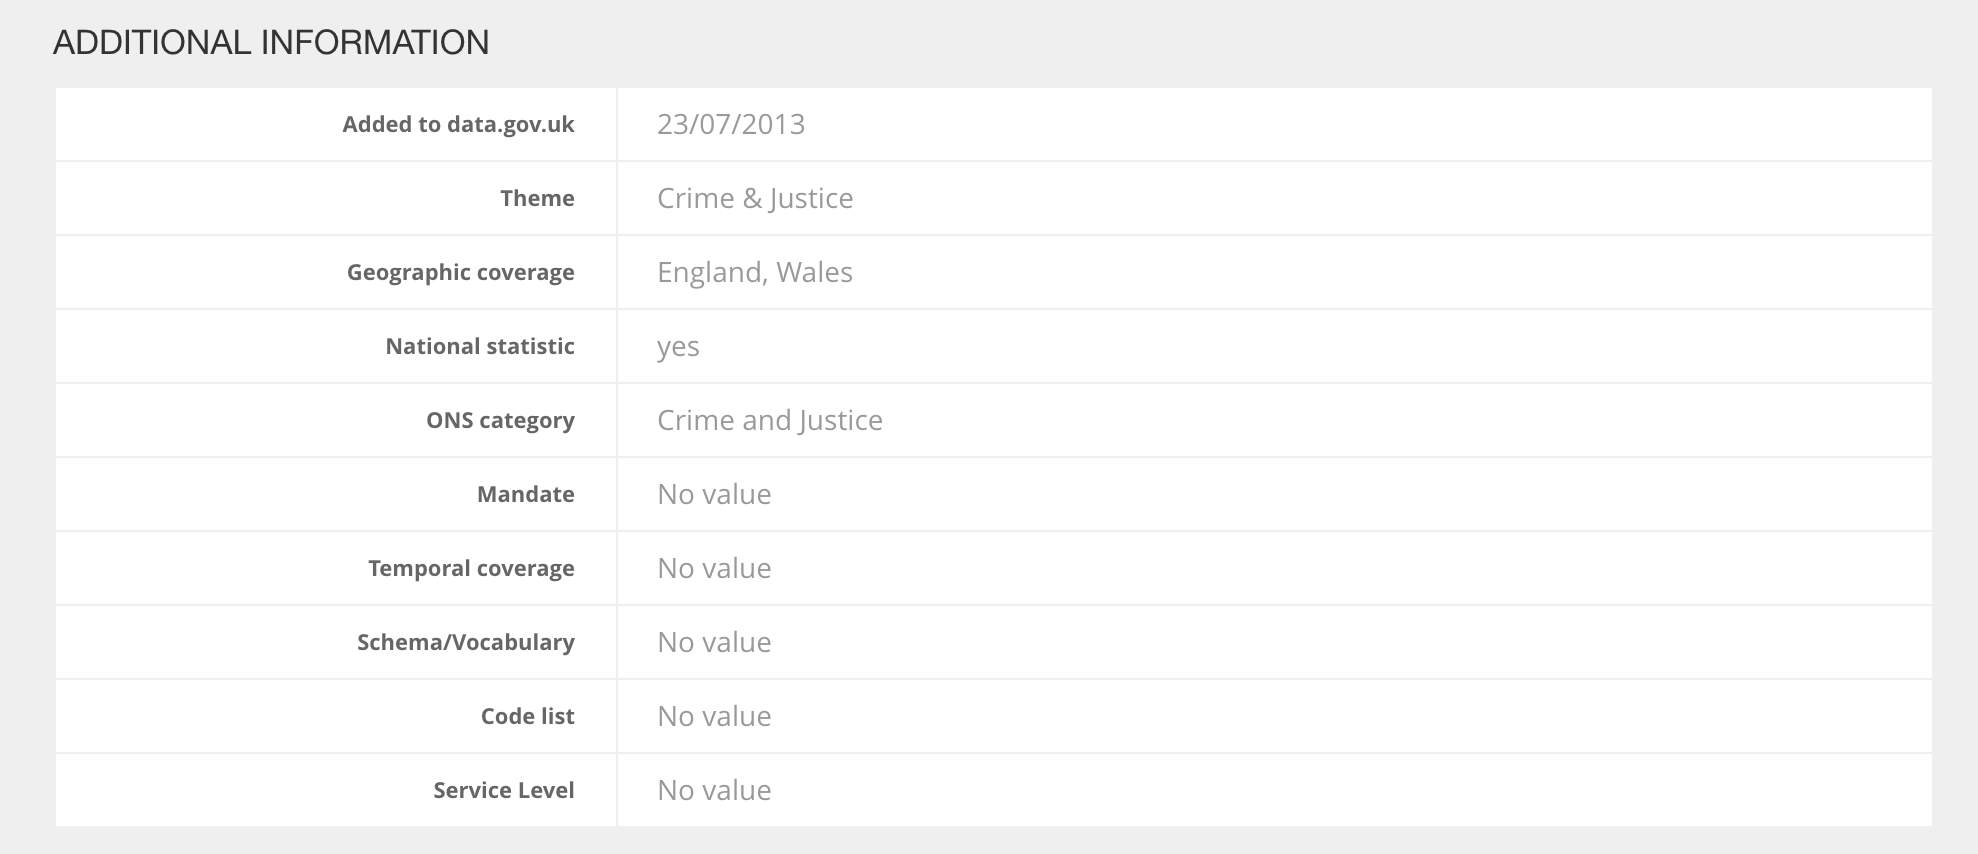 ADDITIONAL INFORMATION
Added to data.gov.uk 23/07/2013
Theme Crime & Justice
Geographic coverage England, Wales
National statistic yes
ONS category Crime and Justice
Mandate No value
Temporal coverage No value
Schema/Vocabulary No value
Code list No value
Service Level No value